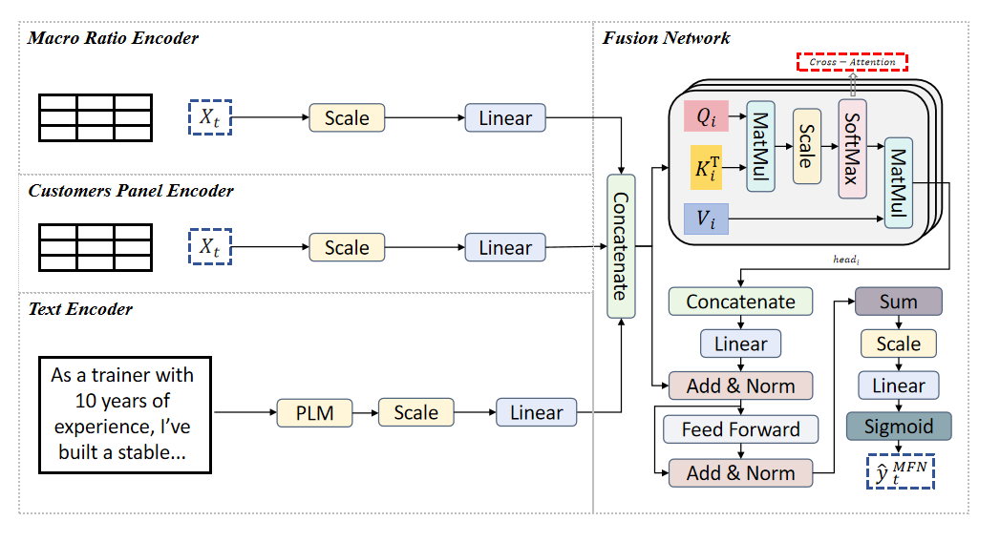 Macro Ratio Encoder
X_t
Scale
Linear
Customers Panel Encoder
X_t
Scale
Linear
Text Encoder
As a trainer with
10 years of
experience, I've
built a stable...
PLM
Scale
Linear
Concatenate
Fusion Network
Cross − Attention
Q_i
K_i^T
V_i
MatMul
Scale
SoftMax
MatMul
head_i
Concatenate
Linear
Add & Norm
Feed Forward
Add & Norm
Sum
Scale
Linear
Sigmoid
ŷ_t^MFN